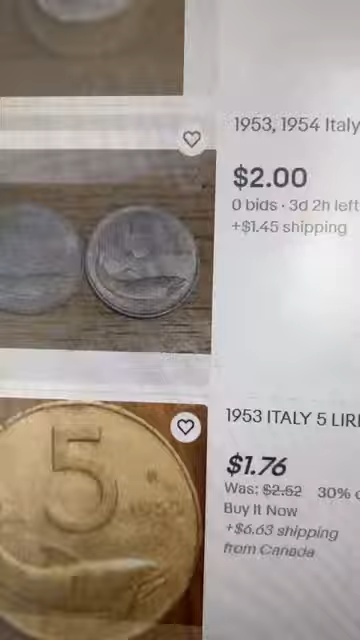 1953, 1954 Italy
$2.00
0 bids · 3d 2h left
+$1.45 shipping
5
1953 ITALY 5 LIR
$1.76
Was: $2.52 30% o
Buy It Now
+$6.63 shipping
from Canada